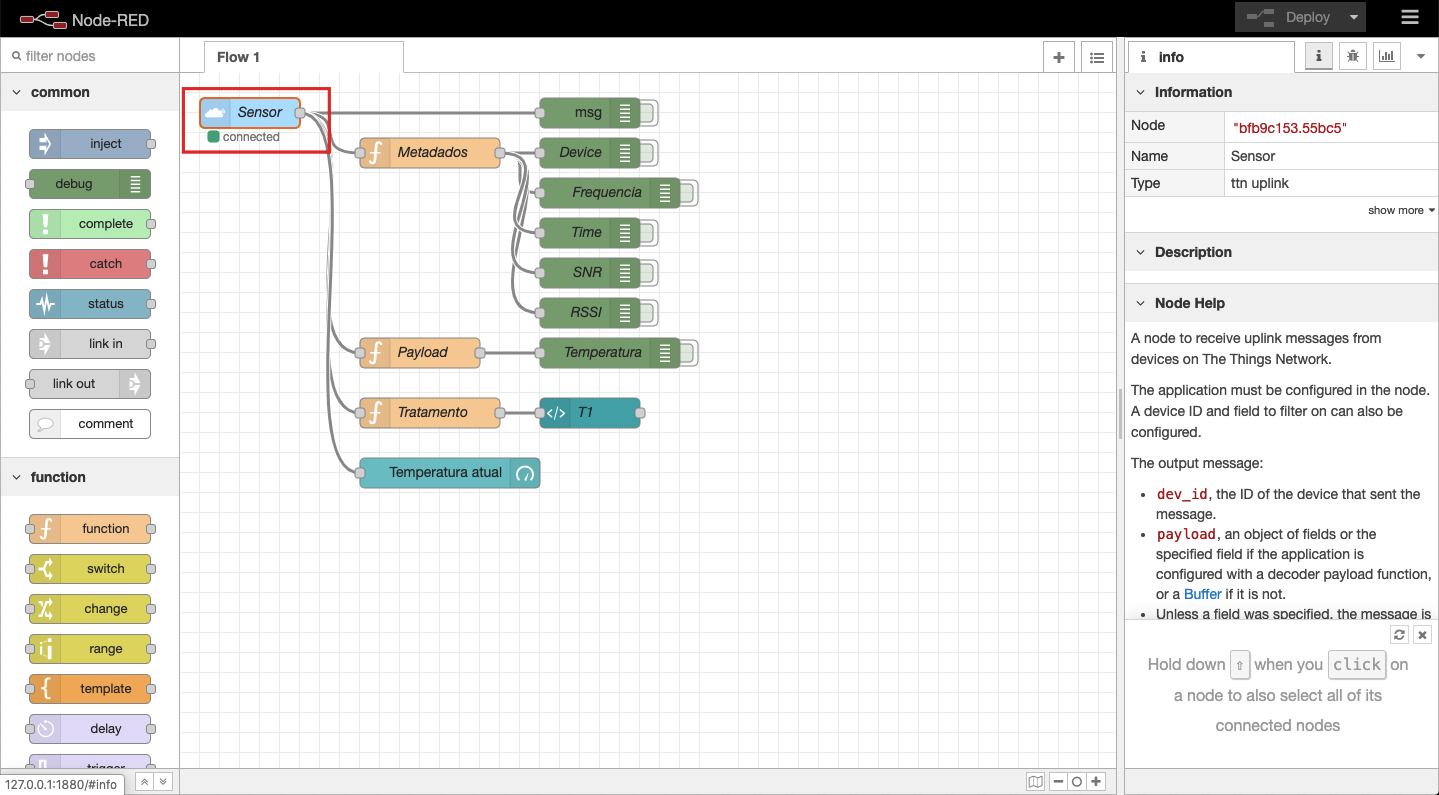 Node-RED
Deploy
filter nodes
common
inject
debug
complete
catch
status
link in
link out
comment
function
function
switch
change
range
template
delay
trigger
127.0.0.1:1880/#info
Flow 1
Sensor
connected
msg
Metadados
Device
Frequencia
Time
SNR
RSSI
Payload
Temperatura
Tratamento
T1
Temperatura atual
info
Information
Node "bfb9c153.55bc5"
Name Sensor
Type ttn uplink
show more
Description
Node Help
A node to receive uplink messages from
devices on The Things Network.
The application must be configured in the node.
A device ID and field to filter on can also be
configured.
The output message:
• dev_id, the ID of the device that sent the
message.
• payload, an object of fields or the
specified field if the application is
configured with a decoder payload function,
or a Buffer if it is not.
• Unless a field was specified, the message is
Hold down ⇧ when you click on
a node to also select all of its
connected nodes